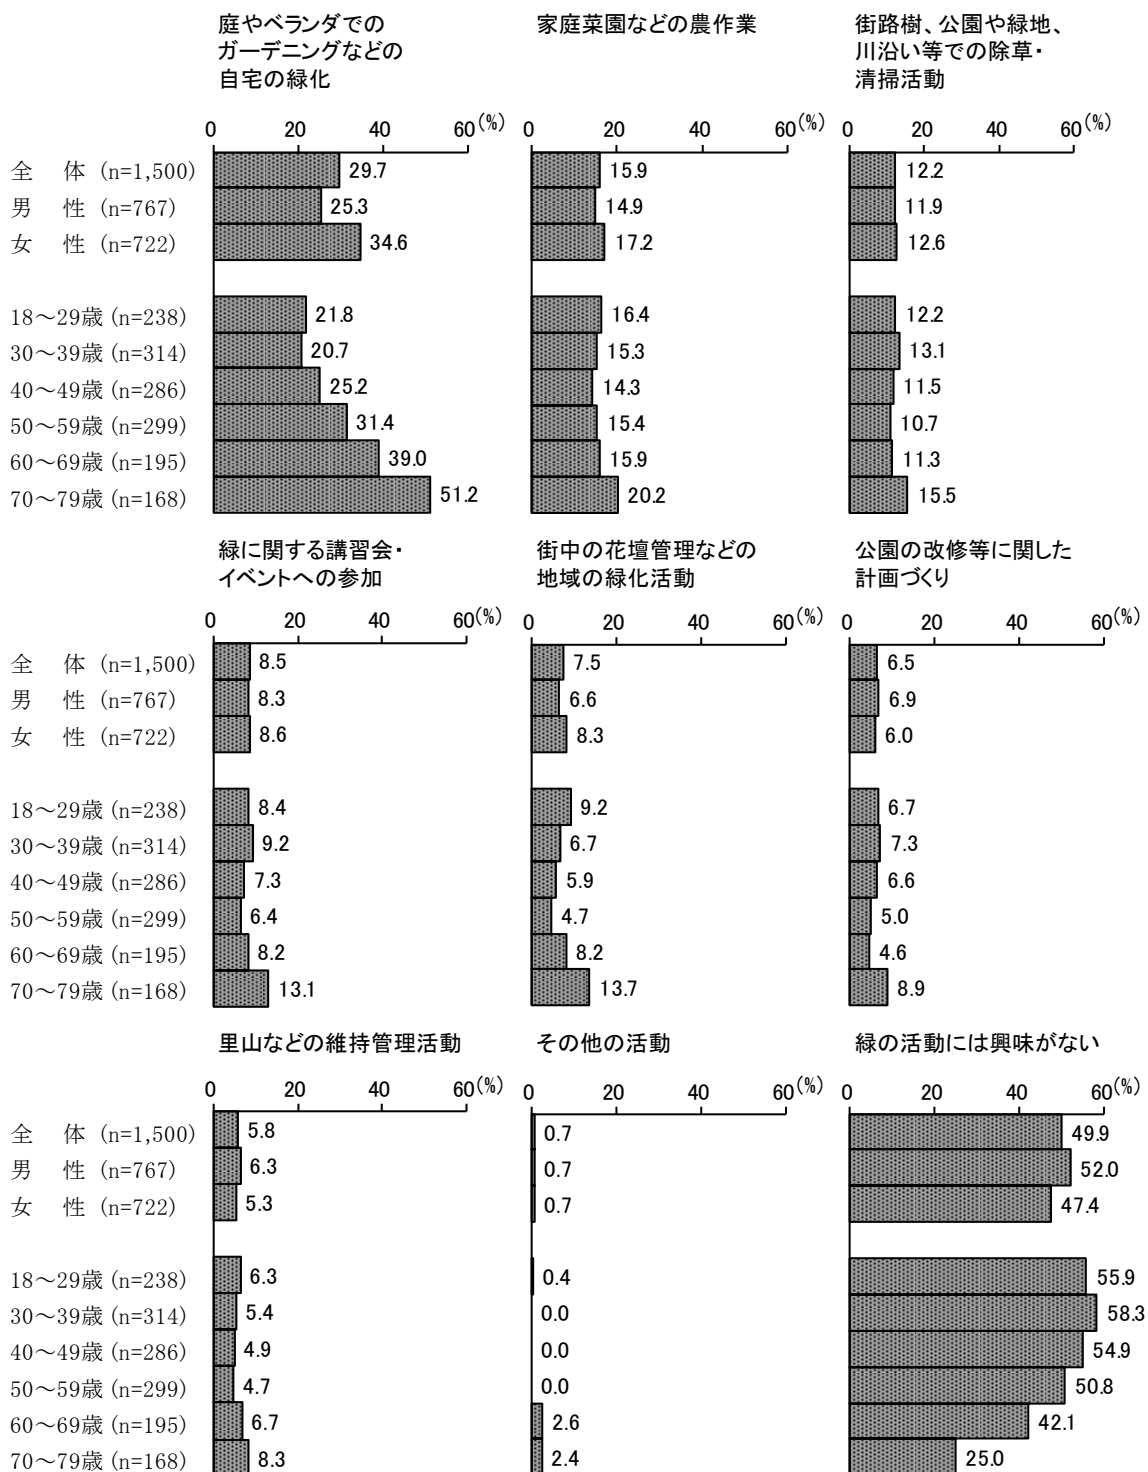 庭やベランダでの
ガーデニングなどの
自宅の緑化
家庭菜園などの農作業
街路樹、公園や緑地、
川沿い等での除草・
清掃活動
0 20 40 60(%) 0 20 40 60(%) 0 20 40 60(%)
全 体 (n=1,500) 29.7 15.9 12.2
男 性 (n=767) 25.3 14.9 11.9
女 性 (n=722) 34.6 17.2 12.6
18～29歳 (n=238) 21.8 16.4 12.2
30～39歳 (n=314) 20.7 15.3 13.1
40～49歳 (n=286) 25.2 14.3 11.5
50～59歳 (n=299) 31.4 15.4 10.7
60～69歳 (n=195) 39.0 15.9 11.3
70～79歳 (n=168) 51.2 20.2 15.5
緑に関する講習会・
イベントへの参加
街中の花壇管理などの
地域の緑化活動
公園の改修等に関した
計画づくり
0 20 40 60(%) 0 20 40 60(%) 0 20 40 60(%)
全 体 (n=1,500) 8.5 7.5 6.5
男 性 (n=767) 8.3 6.6 6.9
女 性 (n=722) 8.6 8.3 6.0
18～29歳 (n=238) 8.4 9.2 6.7
30～39歳 (n=314) 9.2 6.7 7.3
40～49歳 (n=286) 7.3 5.9 6.6
50～59歳 (n=299) 6.4 4.7 5.0
60～69歳 (n=195) 8.2 8.2 4.6
70～79歳 (n=168) 13.1 13.7 8.9
里山などの維持管理活動
その他の活動
緑の活動には興味がない
0 20 40 60(%) 0 20 40 60(%) 0 20 40 60(%)
全 体 (n=1,500) 5.8 0.7 49.9
男 性 (n=767) 6.3 0.7 52.0
女 性 (n=722) 5.3 0.7 47.4
18～29歳 (n=238) 6.3 0.4 55.9
30～39歳 (n=314) 5.4 0.0 58.3
40～49歳 (n=286) 4.9 0.0 54.9
50～59歳 (n=299) 4.7 0.0 50.8
60～69歳 (n=195) 6.7 2.6 42.1
70～79歳 (n=168) 8.3 2.4 25.0